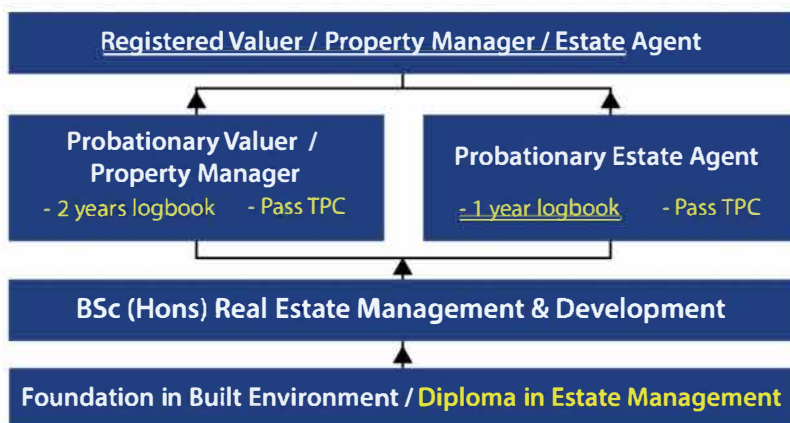 Registered Valuer / Property Manager / Estate Agent
Probationary Valuer /
Property Manager
- 2 years logbook - Pass TPC
Probationary Estate Agent
- 1 year logbook - Pass TPC
BSc (Hons) Real Estate Management & Development
Foundation in Built Environment / Diploma in Estate Management